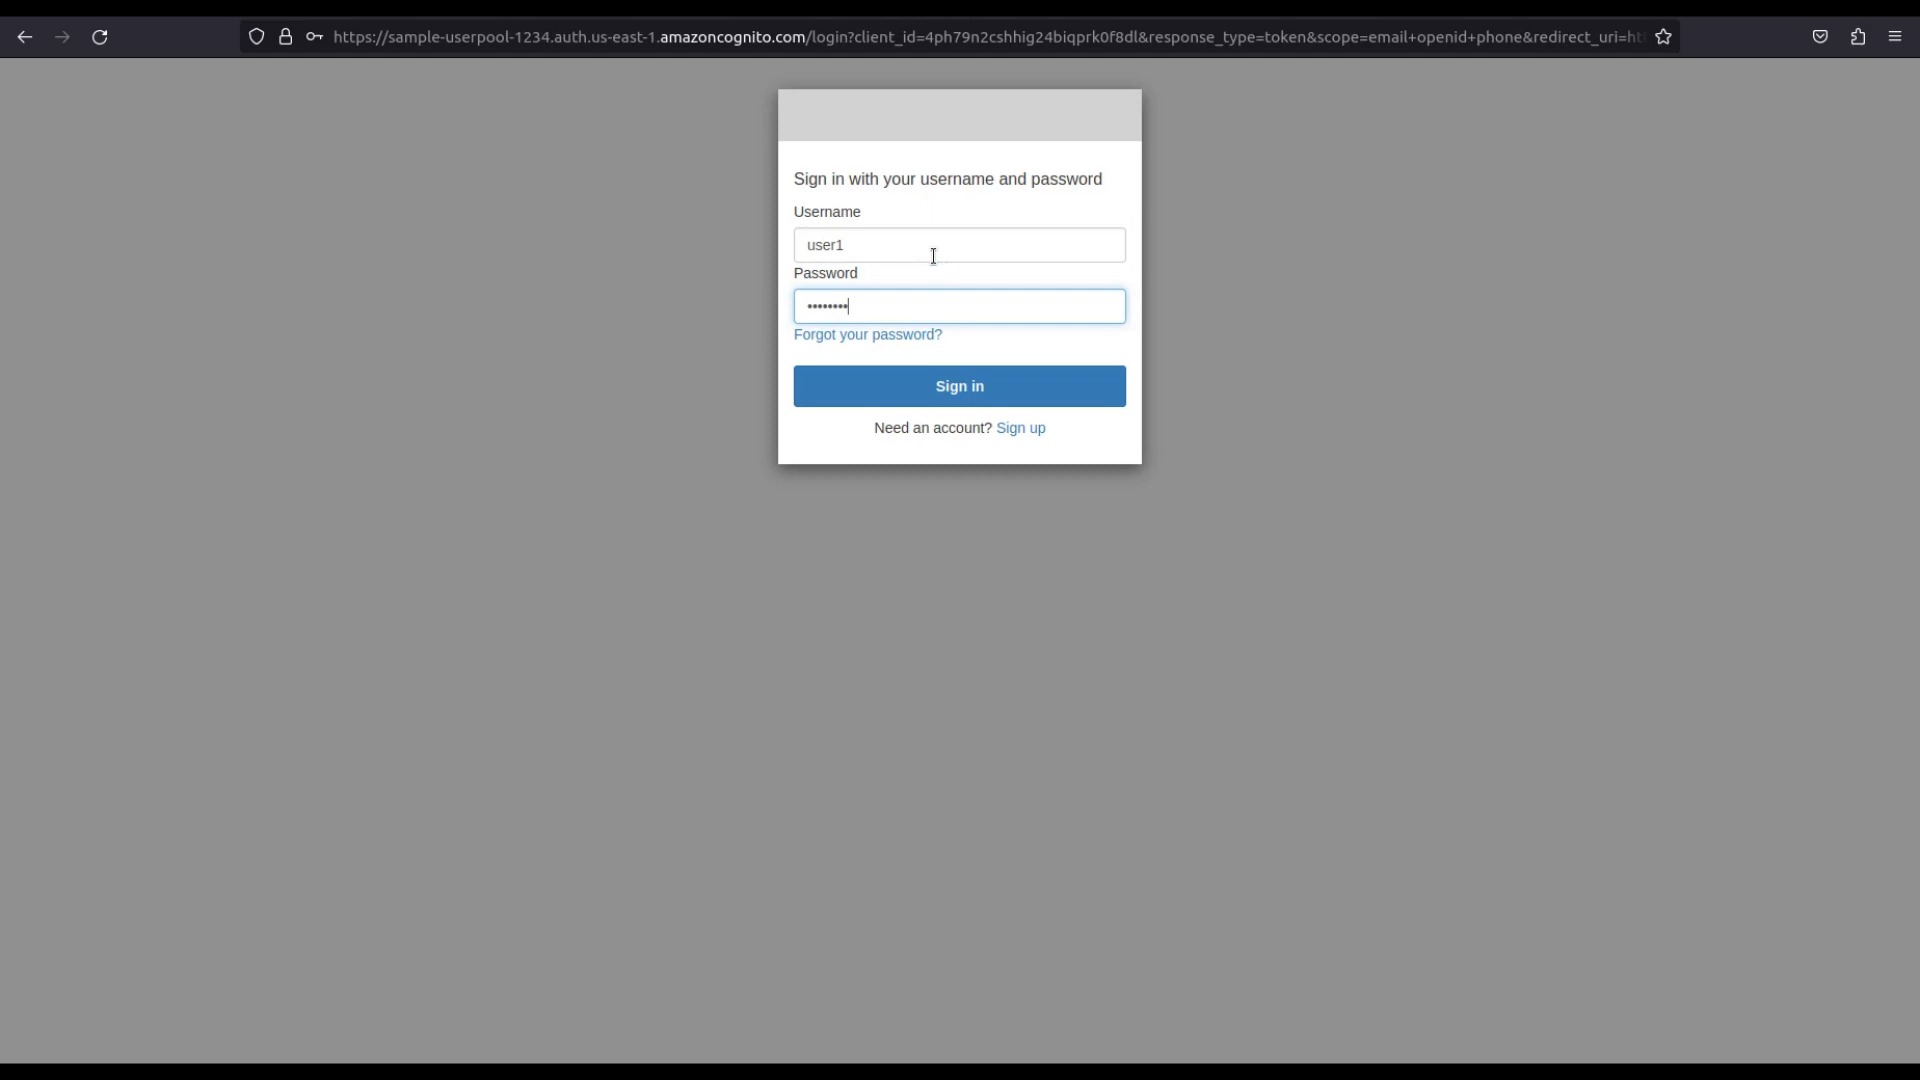 https://sample-userpool-1234.auth.us-east-1.amazoncognito.com/login?client_id=4ph79n2cshhig24biqprk0f8dl&response_type=token&scope=email+openid+phone&redirect_uri=ht
Sign in with your username and password
Username
user1
Password
••••••••
Forgot your password?
Sign in
Need an account? Sign up